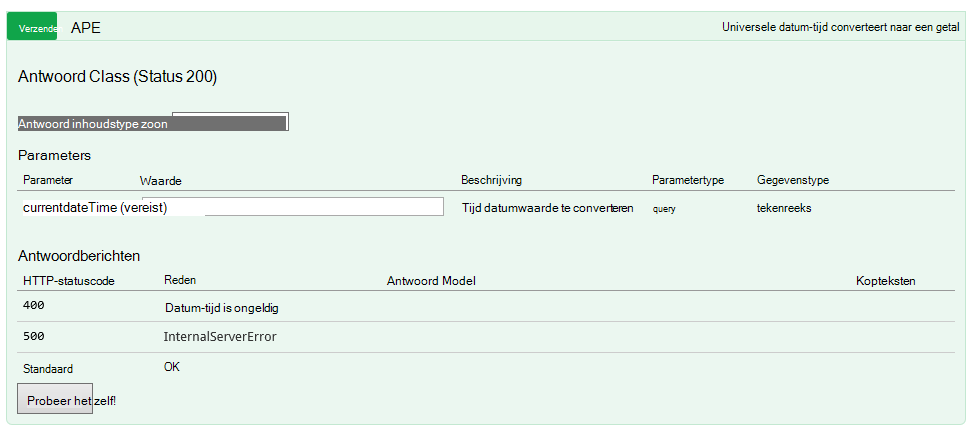 Verzende APE Universele datum-tijd converteert naar een getal
Antwoord Class (Status 200)
Antwoord inhoudstype zoon
Parameters
Parameter Waarde Beschrijving Parametertype Gegevenstype
currentdateTime (vereist) Tijd datumwaarde te converteren query tekenreeks
Antwoordberichten
HTTP-statuscode Reden Antwoord Model Kopteksten
400 Datum-tijd is ongeldig
500 InternalServerError
Standaard OK
Probeer het zelf!